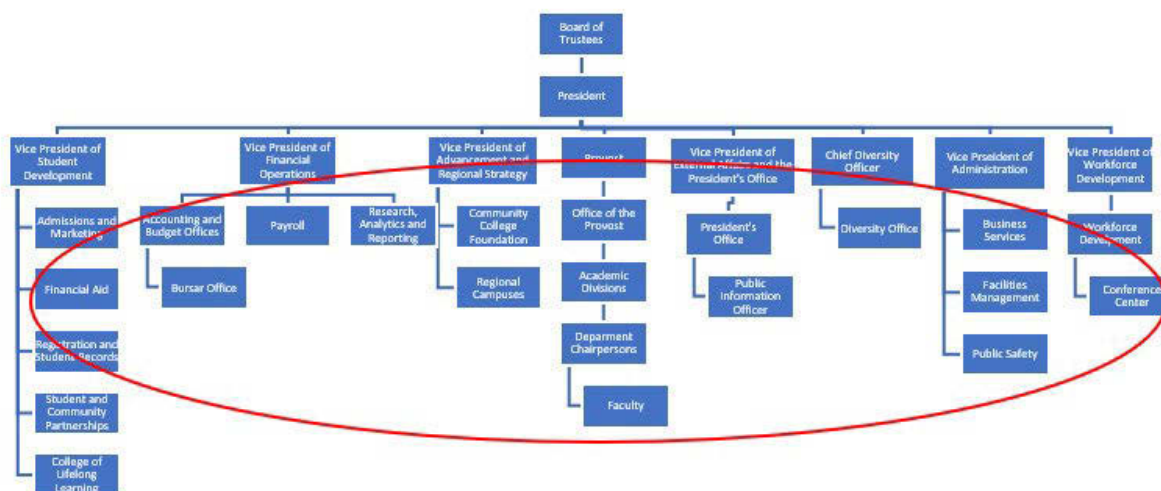 Board of
Trustees
President
Vice President of
Student
Development
Vice President of
Financial
Operations
Vice President of
Advancement and
Regional Strategy
Provost
Vice President of
External Affairs and the
President's Office
Chief Diversity
Officer
Vice Prseident of
Administration
Vice President of
Workforce
Development
Admissions and
Marketing
Accounting and
Budget Offices
Payroll
Research,
Analytics and
Reporting
Community
College
Foundation
Office of the
Provost
President's
Office
Diversity Office
Business
Services
Workforce
Development
Financial Aid
Bursar Office
Regional
Campuses
Academic
Divisions
Public
Information
Officer
Facilities
Management
Conference
Center
Registration and
Student Records
Deparment
Chairpersons
Public Safety
Student and
Community
Partnerships
Faculty
College of
Lifelong
Learning